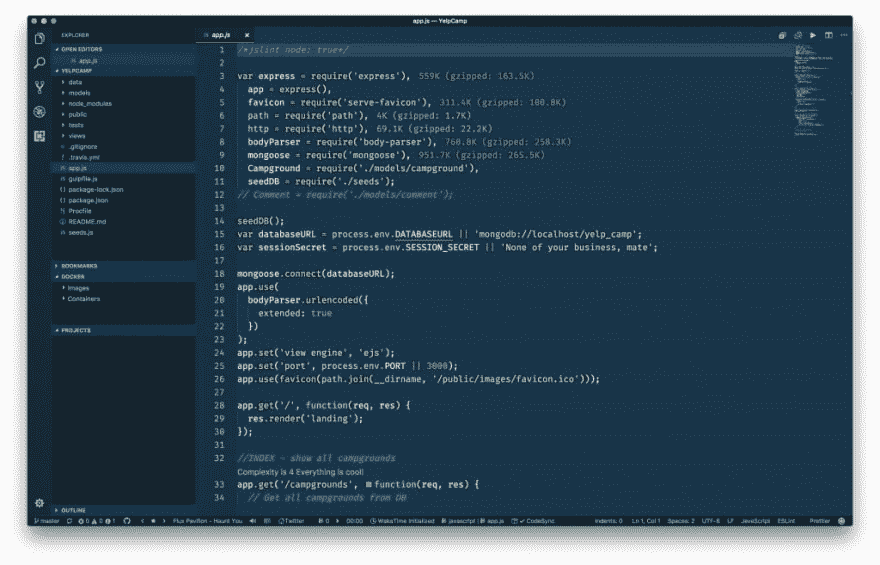 app.js — YelpCamp
EXPLORER
OPEN EDITORS
app.js
YELPCAMP
data
models
node_modules
public
tests
views
.gitignore
.travis.yml
app.js
gulpfile.js
package-lock.json
package.json
Procfile
README.md
seeds.js
BOOKMARKS
DOCKER
Images
Containers
PROJECTS
OUTLINE
app.js
1 /*jslint node: true*/
2
3 var express = require('express'), 559K (gzipped: 163.5K)
4 app = express(),
5 favicon = require('serve-favicon'), 311.4K (gzipped: 100.8K)
6 path = require('path'), 4K (gzipped: 1.7K)
7 http = require('http'), 69.1K (gzipped: 22.2K)
8 bodyParser = require('body-parser'), 760.8K (gzipped: 258.3K)
9 mongoose = require('mongoose'), 951.7K (gzipped: 265.5K)
10 Campground = require('./models/campground'),
11 seedDB = require('./seeds');
12 // Comment = require('./models/comment');
13
14 seedDB();
15 var databaseURL = process.env.DATABASEURL || 'mongodb://localhost/yelp_camp';
16 var sessionSecret = process.env.SESSION_SECRET || 'None of your business, mate';
17
18 mongoose.connect(databaseURL);
19 app.use(
20 bodyParser.urlencoded({
21 extended: true
22 })
23 );
24 app.set('view engine', 'ejs');
25 app.set('port', process.env.PORT || 3000);
26 app.use(favicon(path.join(__dirname, '/public/images/favicon.ico')));
27
28 app.get('/', function(req, res) {
29 res.render('landing');
30 });
31
32 //INDEX - show all campgrounds
Complexity is 4 Everything is cool!
33 app.get('/campgrounds', function(req, res) {
34 // Get all campgrounds from DB
master 0 0 1 Flux Pavilion - Haunt You Twitter 0 00:00 WakaTime Initialized javascript app.js CodeSync Indents: 0 Ln 1, Col 1 Spaces: 2 UTF-8 LF JavaScript ESLint Prettier